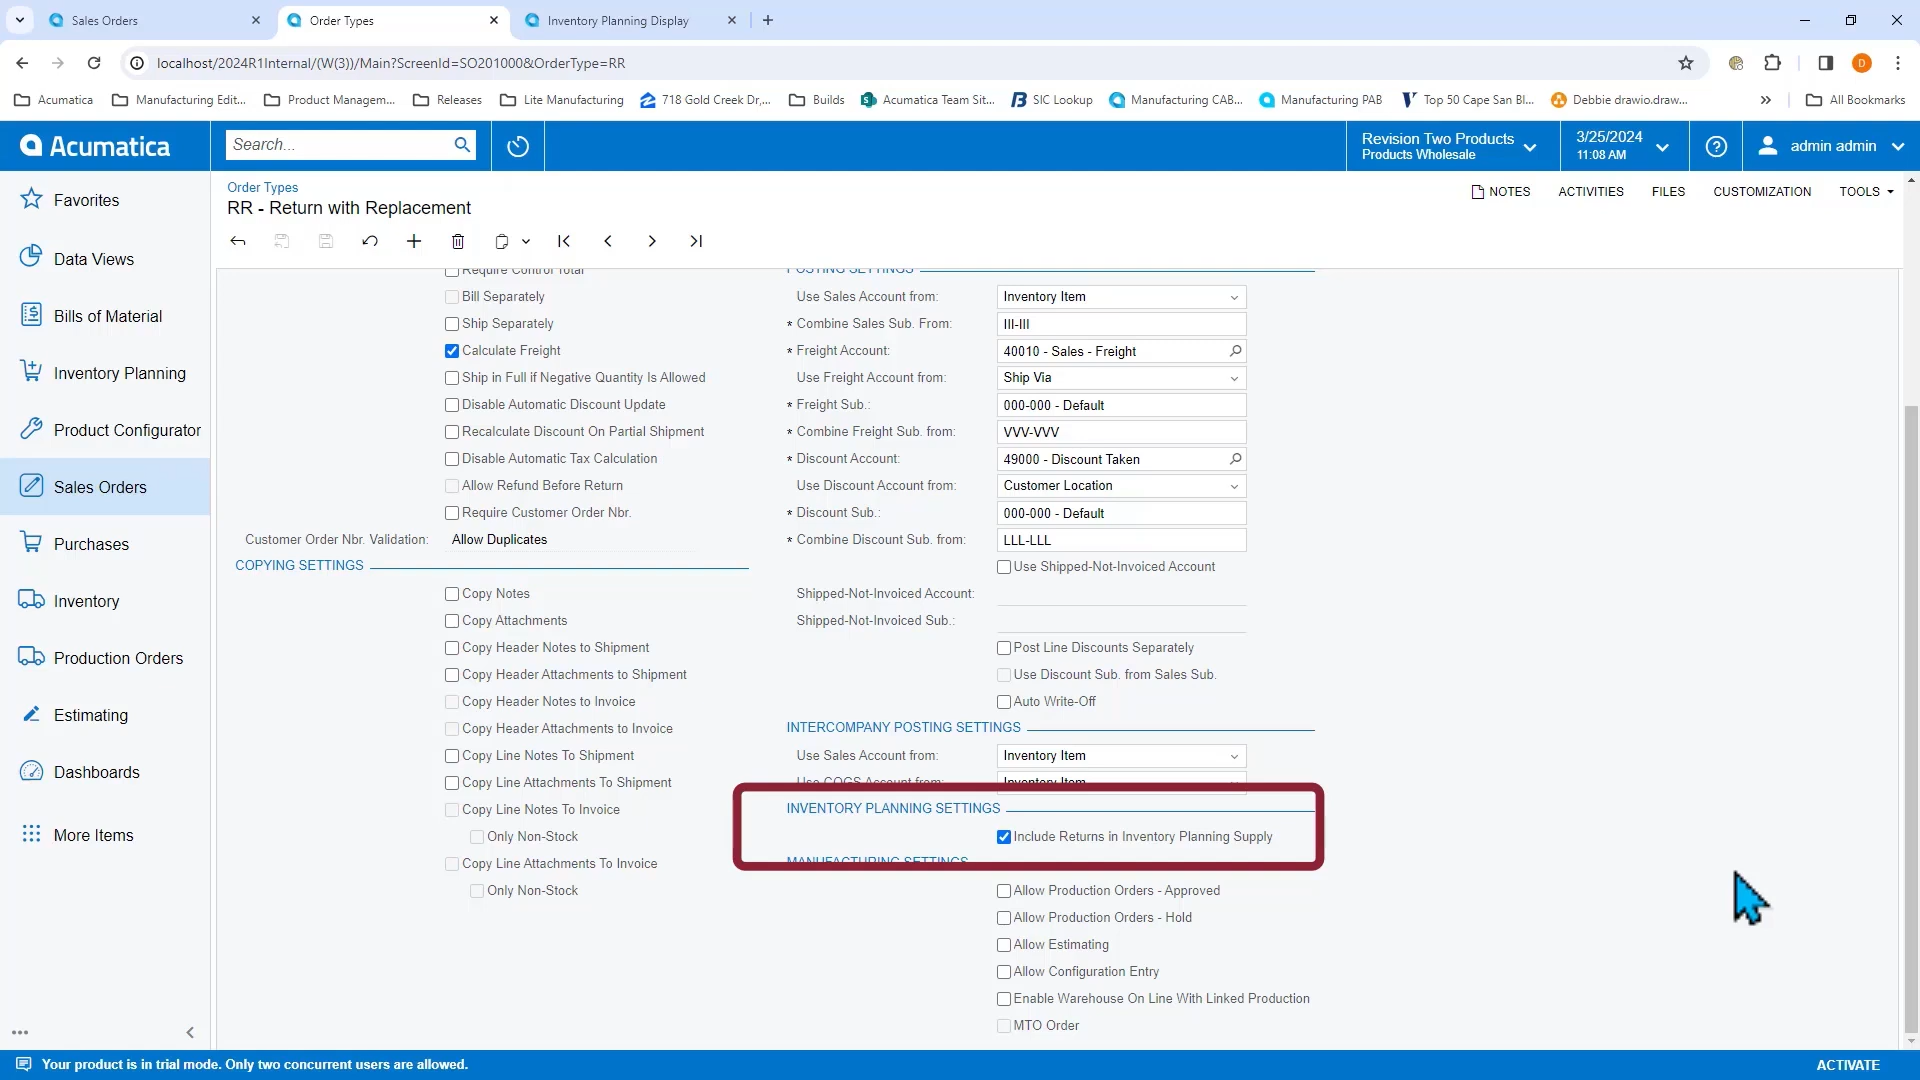 Sales Orders
Order Types
Inventory Planning Display
localhost/2024R1Internal/(W(3))/Main?ScreenId=SO201000&OrderType=RR
D
Acumatica
Manufacturing Edit...
Product Managem...
Releases
Lite Manufacturing
718 Gold Creek Dr,...
Builds
Acumatica Team Sit...
SIC Lookup
Manufacturing CAB...
Manufacturing PAB
Top 50 Cape San Bl...
Debbie drawio.draw...
All Bookmarks
Acumatica
Search...
Revision Two Products
Products Wholesale
3/25/2024
11:08 AM
admin admin
Favorites
Data Views
Bills of Material
Inventory Planning
Product Configurator
Sales Orders
Purchases
Inventory
Production Orders
Estimating
Dashboards
More Items
Order Types
RR - Return with Replacement
NOTES
ACTIVITIES
FILES
CUSTOMIZATION
TOOLS
Require Control Total
Bill Separately
Ship Separately
Calculate Freight
Ship in Full if Negative Quantity Is Allowed
Disable Automatic Discount Update
Recalculate Discount On Partial Shipment
Disable Automatic Tax Calculation
Allow Refund Before Return
Require Customer Order Nbr.
Customer Order Nbr. Validation: Allow Duplicates
COPYING SETTINGS
Copy Notes
Copy Attachments
Copy Header Notes to Shipment
Copy Header Attachments to Shipment
Copy Header Notes to Invoice
Copy Header Attachments to Invoice
Copy Line Notes To Shipment
Copy Line Attachments To Shipment
Copy Line Notes To Invoice
Only Non-Stock
Copy Line Attachments To Invoice
Only Non-Stock
POSTING SETTINGS
Use Sales Account from: Inventory Item
* Combine Sales Sub. From: III-III
* Freight Account: 40010 - Sales - Freight
Use Freight Account from: Ship Via
* Freight Sub.: 000-000 - Default
* Combine Freight Sub. from: VVV-VVV
* Discount Account: 49000 - Discount Taken
Use Discount Account from: Customer Location
* Discount Sub.: 000-000 - Default
* Combine Discount Sub. from: LLL-LLL
Use Shipped-Not-Invoiced Account
Shipped-Not-Invoiced Account:
Shipped-Not-Invoiced Sub.:
Post Line Discounts Separately
Use Discount Sub. from Sales Sub.
Auto Write-Off
INTERCOMPANY POSTING SETTINGS
Use Sales Account from: Inventory Item
Use COGS Account from: Inventory Item
INVENTORY PLANNING SETTINGS
Include Returns in Inventory Planning Supply
MANUFACTURING SETTINGS
Allow Production Orders - Approved
Allow Production Orders - Hold
Allow Estimating
Allow Configuration Entry
Enable Warehouse On Line With Linked Production
MTO Order
Your product is in trial mode. Only two concurrent users are allowed.
ACTIVATE